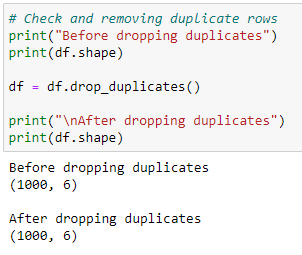 # Check and removing duplicate rows
print("Before dropping duplicates")
print(df.shape)
df = df.drop_duplicates()
print("\nAfter dropping duplicates")
print(df.shape)
Before dropping duplicates
(1000, 6)
After dropping duplicates
(1000, 6)